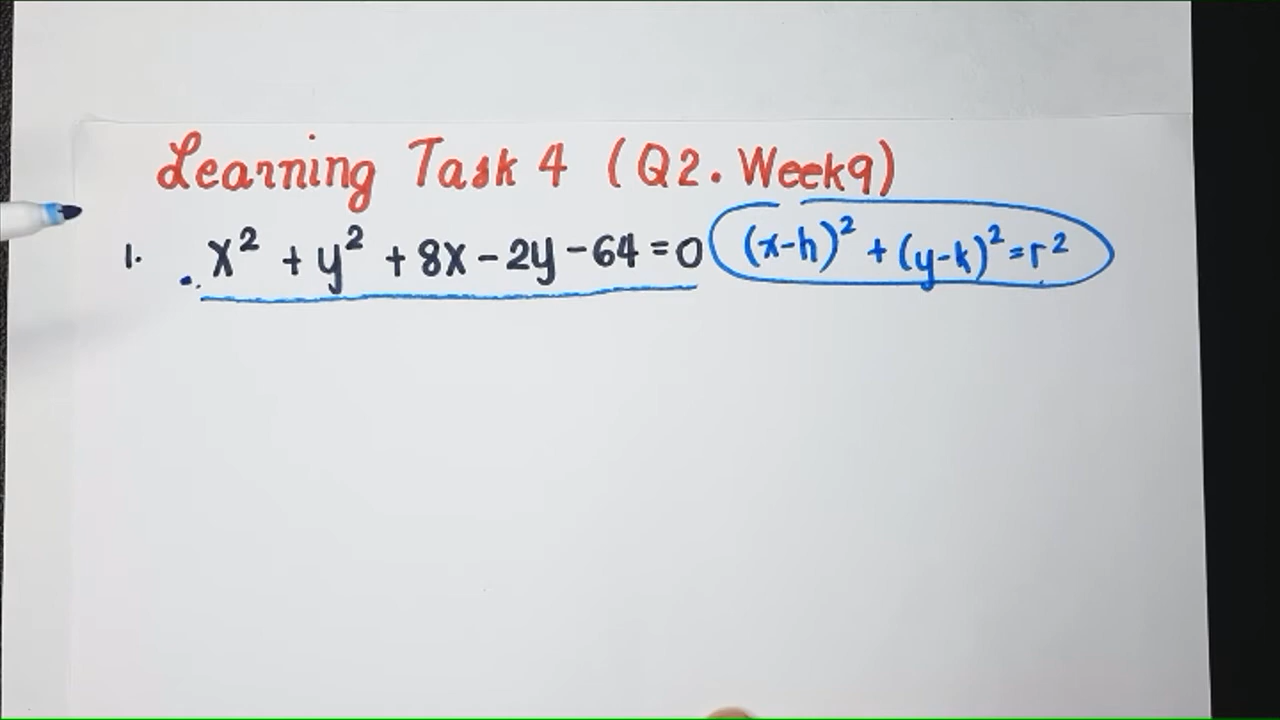 Learning Task 4 (Q2. Week9)
1. x² + y² + 8x - 2y - 64 = 0 (x-h)² + (y-k)² = r²